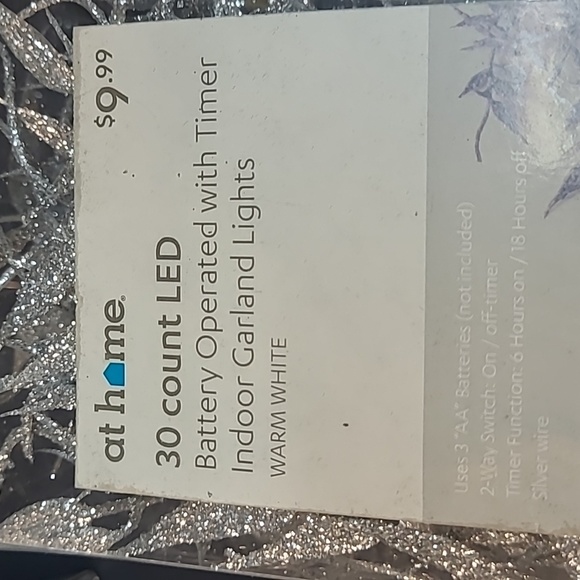 at home®
$9.99
30 count LED
Battery Operated with Timer
Indoor Garland Lights
WARM WHITE
Uses 3 "AA" Batteries (not included)
2-Way Switch: On / off-timer
Timer Function: 6 Hours on / 18 Hours off
Silver wire